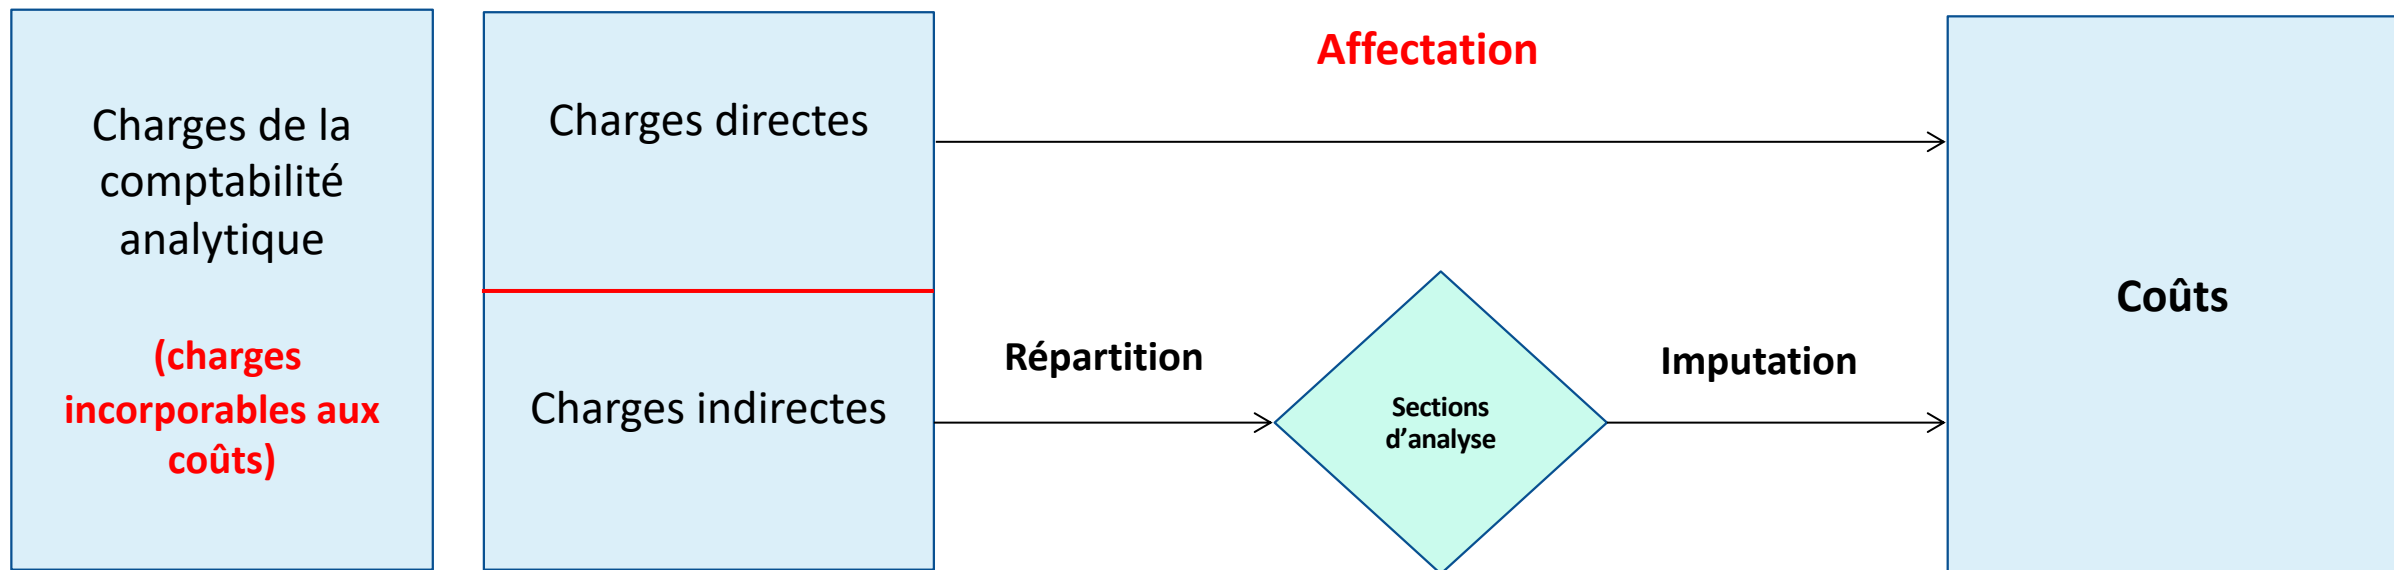 Charges de la
comptabilité
analytique
(charges
incorporables aux
coûts)
Charges directes
Charges indirectes
Affectation
Répartition
Sections
d’analyse
Imputation
Coûts